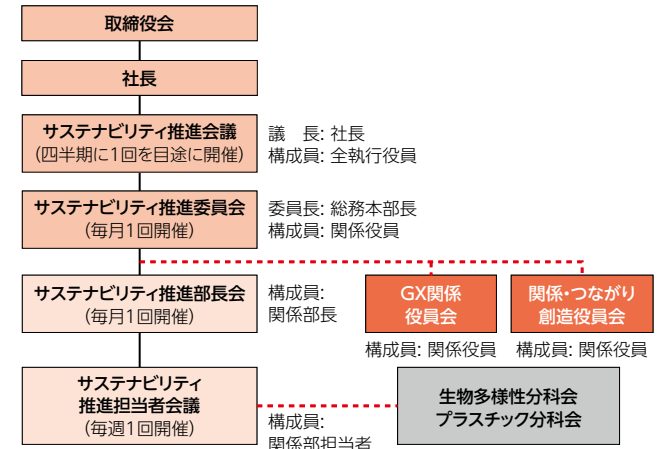 取締役会
社長
サステナビリティ推進会議
(四半期に1回を目途に開催)
議　長: 社長
構成員: 全執行役員
サステナビリティ推進委員会
(毎月1回開催)
委員長: 総務本部長
構成員: 関係役員
サステナビリティ推進部長会
(毎月1回開催)
構成員:
関係部長
GX関係
役員会
構成員: 関係役員
関係・つながり
創造役員会
構成員: 関係役員
サステナビリティ
推進担当者会議
(毎週1回開催)
構成員:
関係部担当者
生物多様性分科会
プラスチック分科会